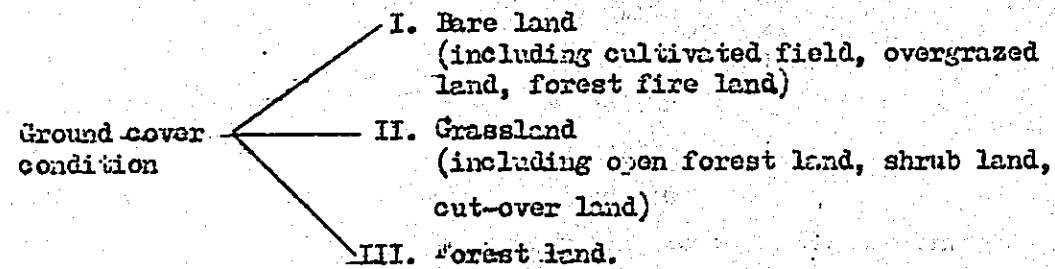 I. Bare land
(including cultivated field, overgrazed
land, forest fire land)
Ground cover
condition
II. Grassland
(including open forest land, shrub land,
cut-over land)
III. Forest land.